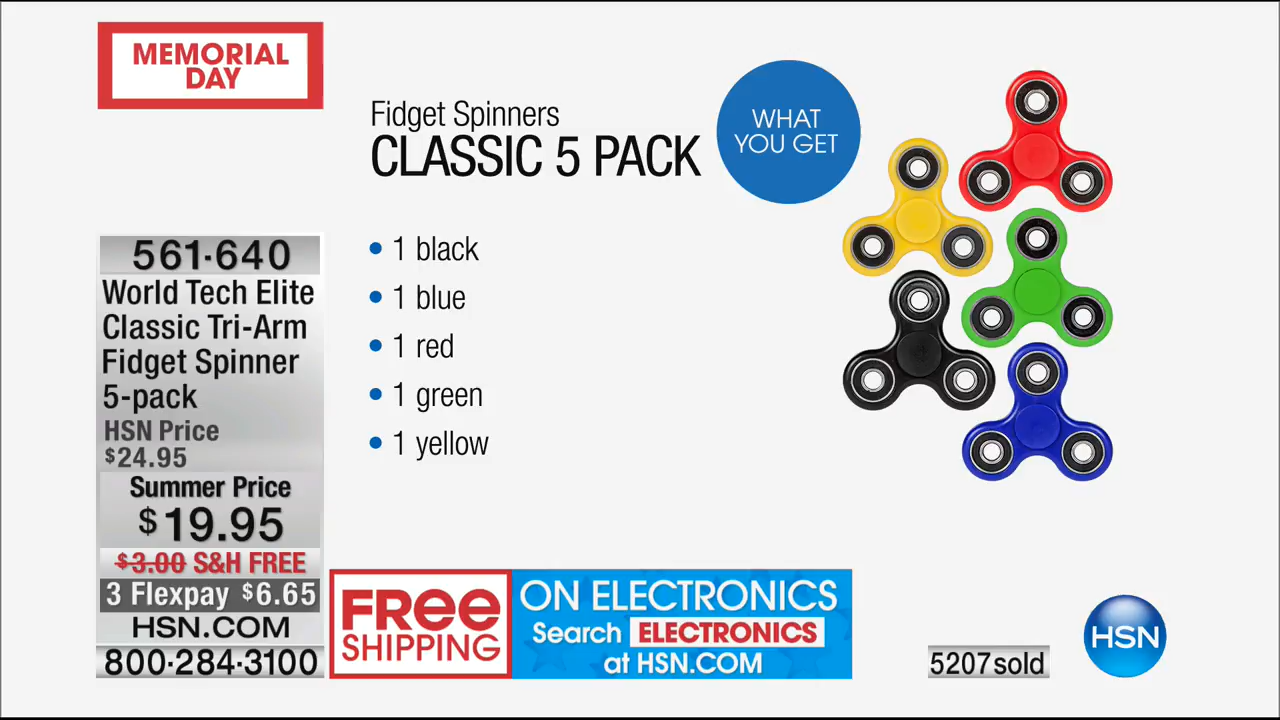 MEMORIAL
DAY
Fidget Spinners
CLASSIC 5 PACK
WHAT
YOU GET
• 1 black
• 1 blue
• 1 red
• 1 green
• 1 yellow
561·640
World Tech Elite
Classic Tri-Arm
Fidget Spinner
5-pack
HSN Price
$24.95
Summer Price
$19.95
$3.00 S&H FREE
3 Flexpay $6.65
HSN.COM
800·284·3100
FREE
SHIPPING
ON ELECTRONICS
Search ELECTRONICS
at HSN.COM
5207 sold
HSN